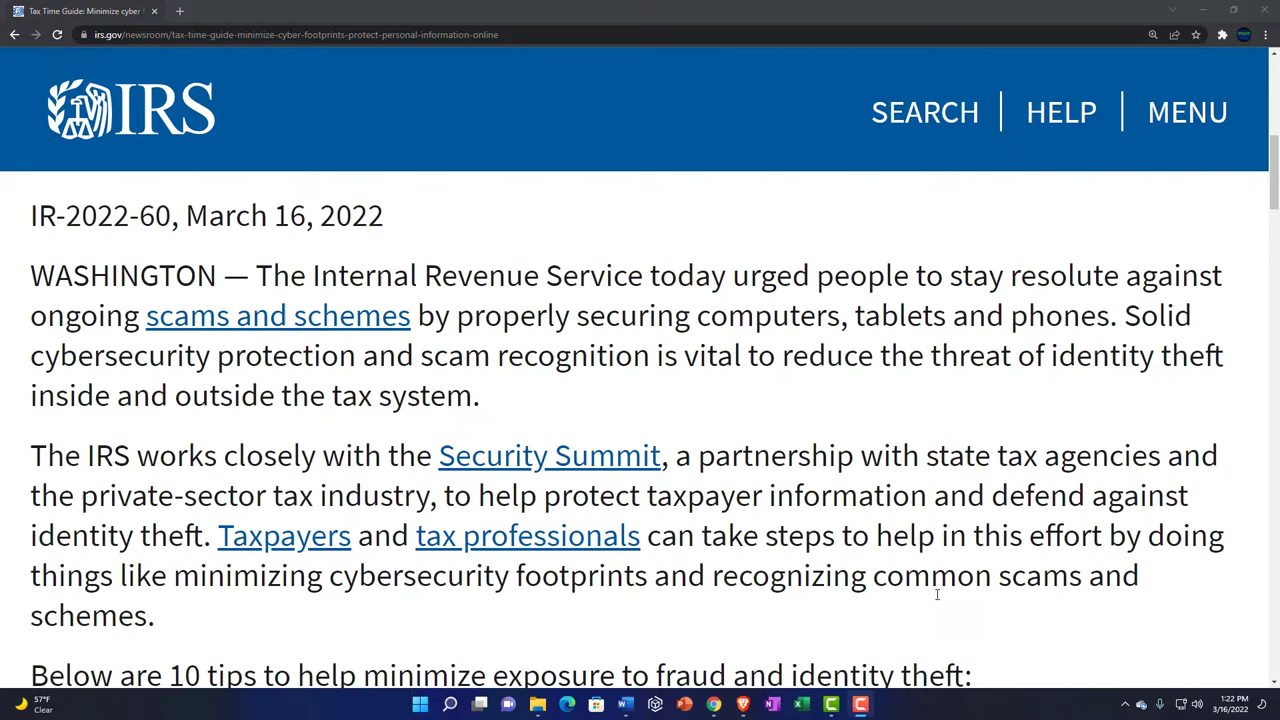 Tax Time Guide: Minimize cyber f
irs.gov/newsroom/tax-time-guide-minimize-cyber-footprints-protect-personal-information-online
IRS
SEARCH
HELP
MENU
IR-2022-60, March 16, 2022
WASHINGTON — The Internal Revenue Service today urged people to stay resolute against
ongoing scams and schemes by properly securing computers, tablets and phones. Solid
cybersecurity protection and scam recognition is vital to reduce the threat of identity theft
inside and outside the tax system.
The IRS works closely with the Security Summit, a partnership with state tax agencies and
the private-sector tax industry, to help protect taxpayer information and defend against
identity theft. Taxpayers and tax professionals can take steps to help in this effort by doing
things like minimizing cybersecurity footprints and recognizing common scams and
schemes.
Below are 10 tips to help minimize exposure to fraud and identity theft:
57°F
Clear
1:22 PM
3/16/2022